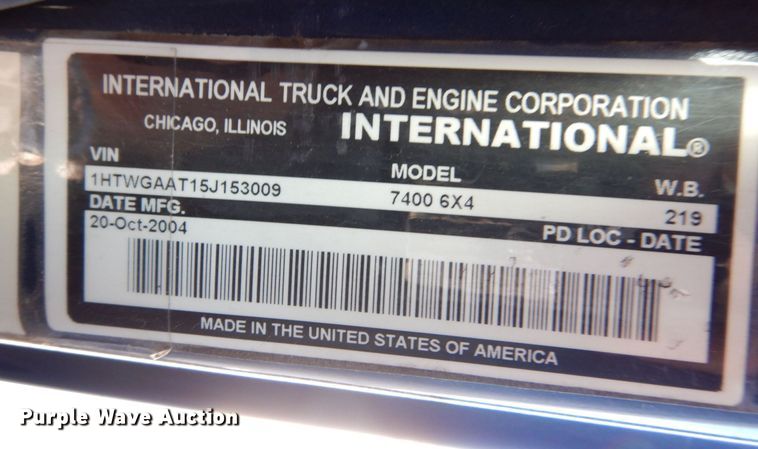 INTERNATIONAL TRUCK AND ENGINE CORPORATION
CHICAGO, ILLINOIS INTERNATIONAL®
VIN MODEL W.B.
1HTWGAAT15J153009 7400 6X4 219
DATE MFG. PD LOC - DATE
20-Oct-2004
MADE IN THE UNITED STATES OF AMERICA
Purple Wave Auction